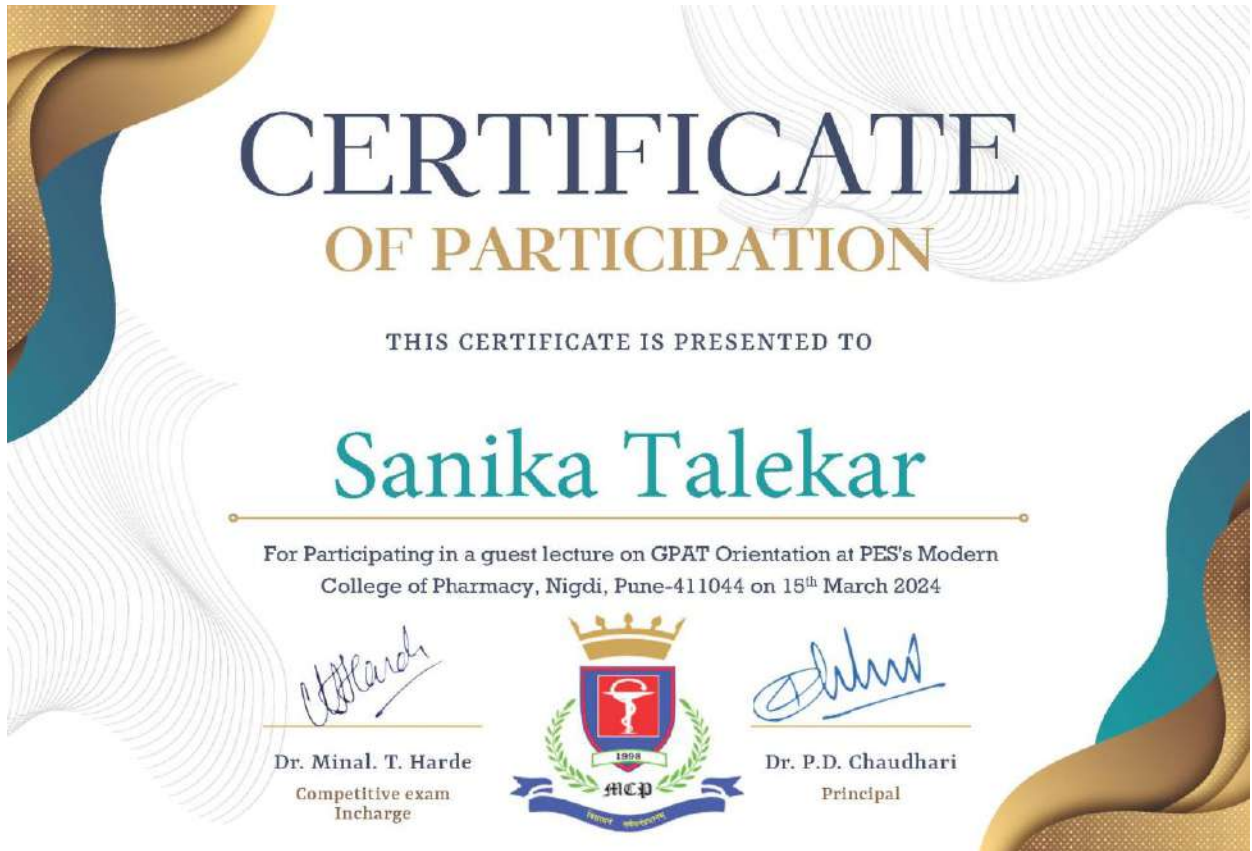 CERTIFICATE
OF PARTICIPATION
THIS CERTIFICATE IS PRESENTED TO
Sanika Talekar
For Participating in a guest lecture on GPAT Orientation at PES's Modern
College of Pharmacy, Nigdi, Pune-411044 on 15th March 2024
Dr. Minal. T. Harde
Competitive exam
Incharge
1998
MCP
Dr. P.D. Chaudhari
Principal